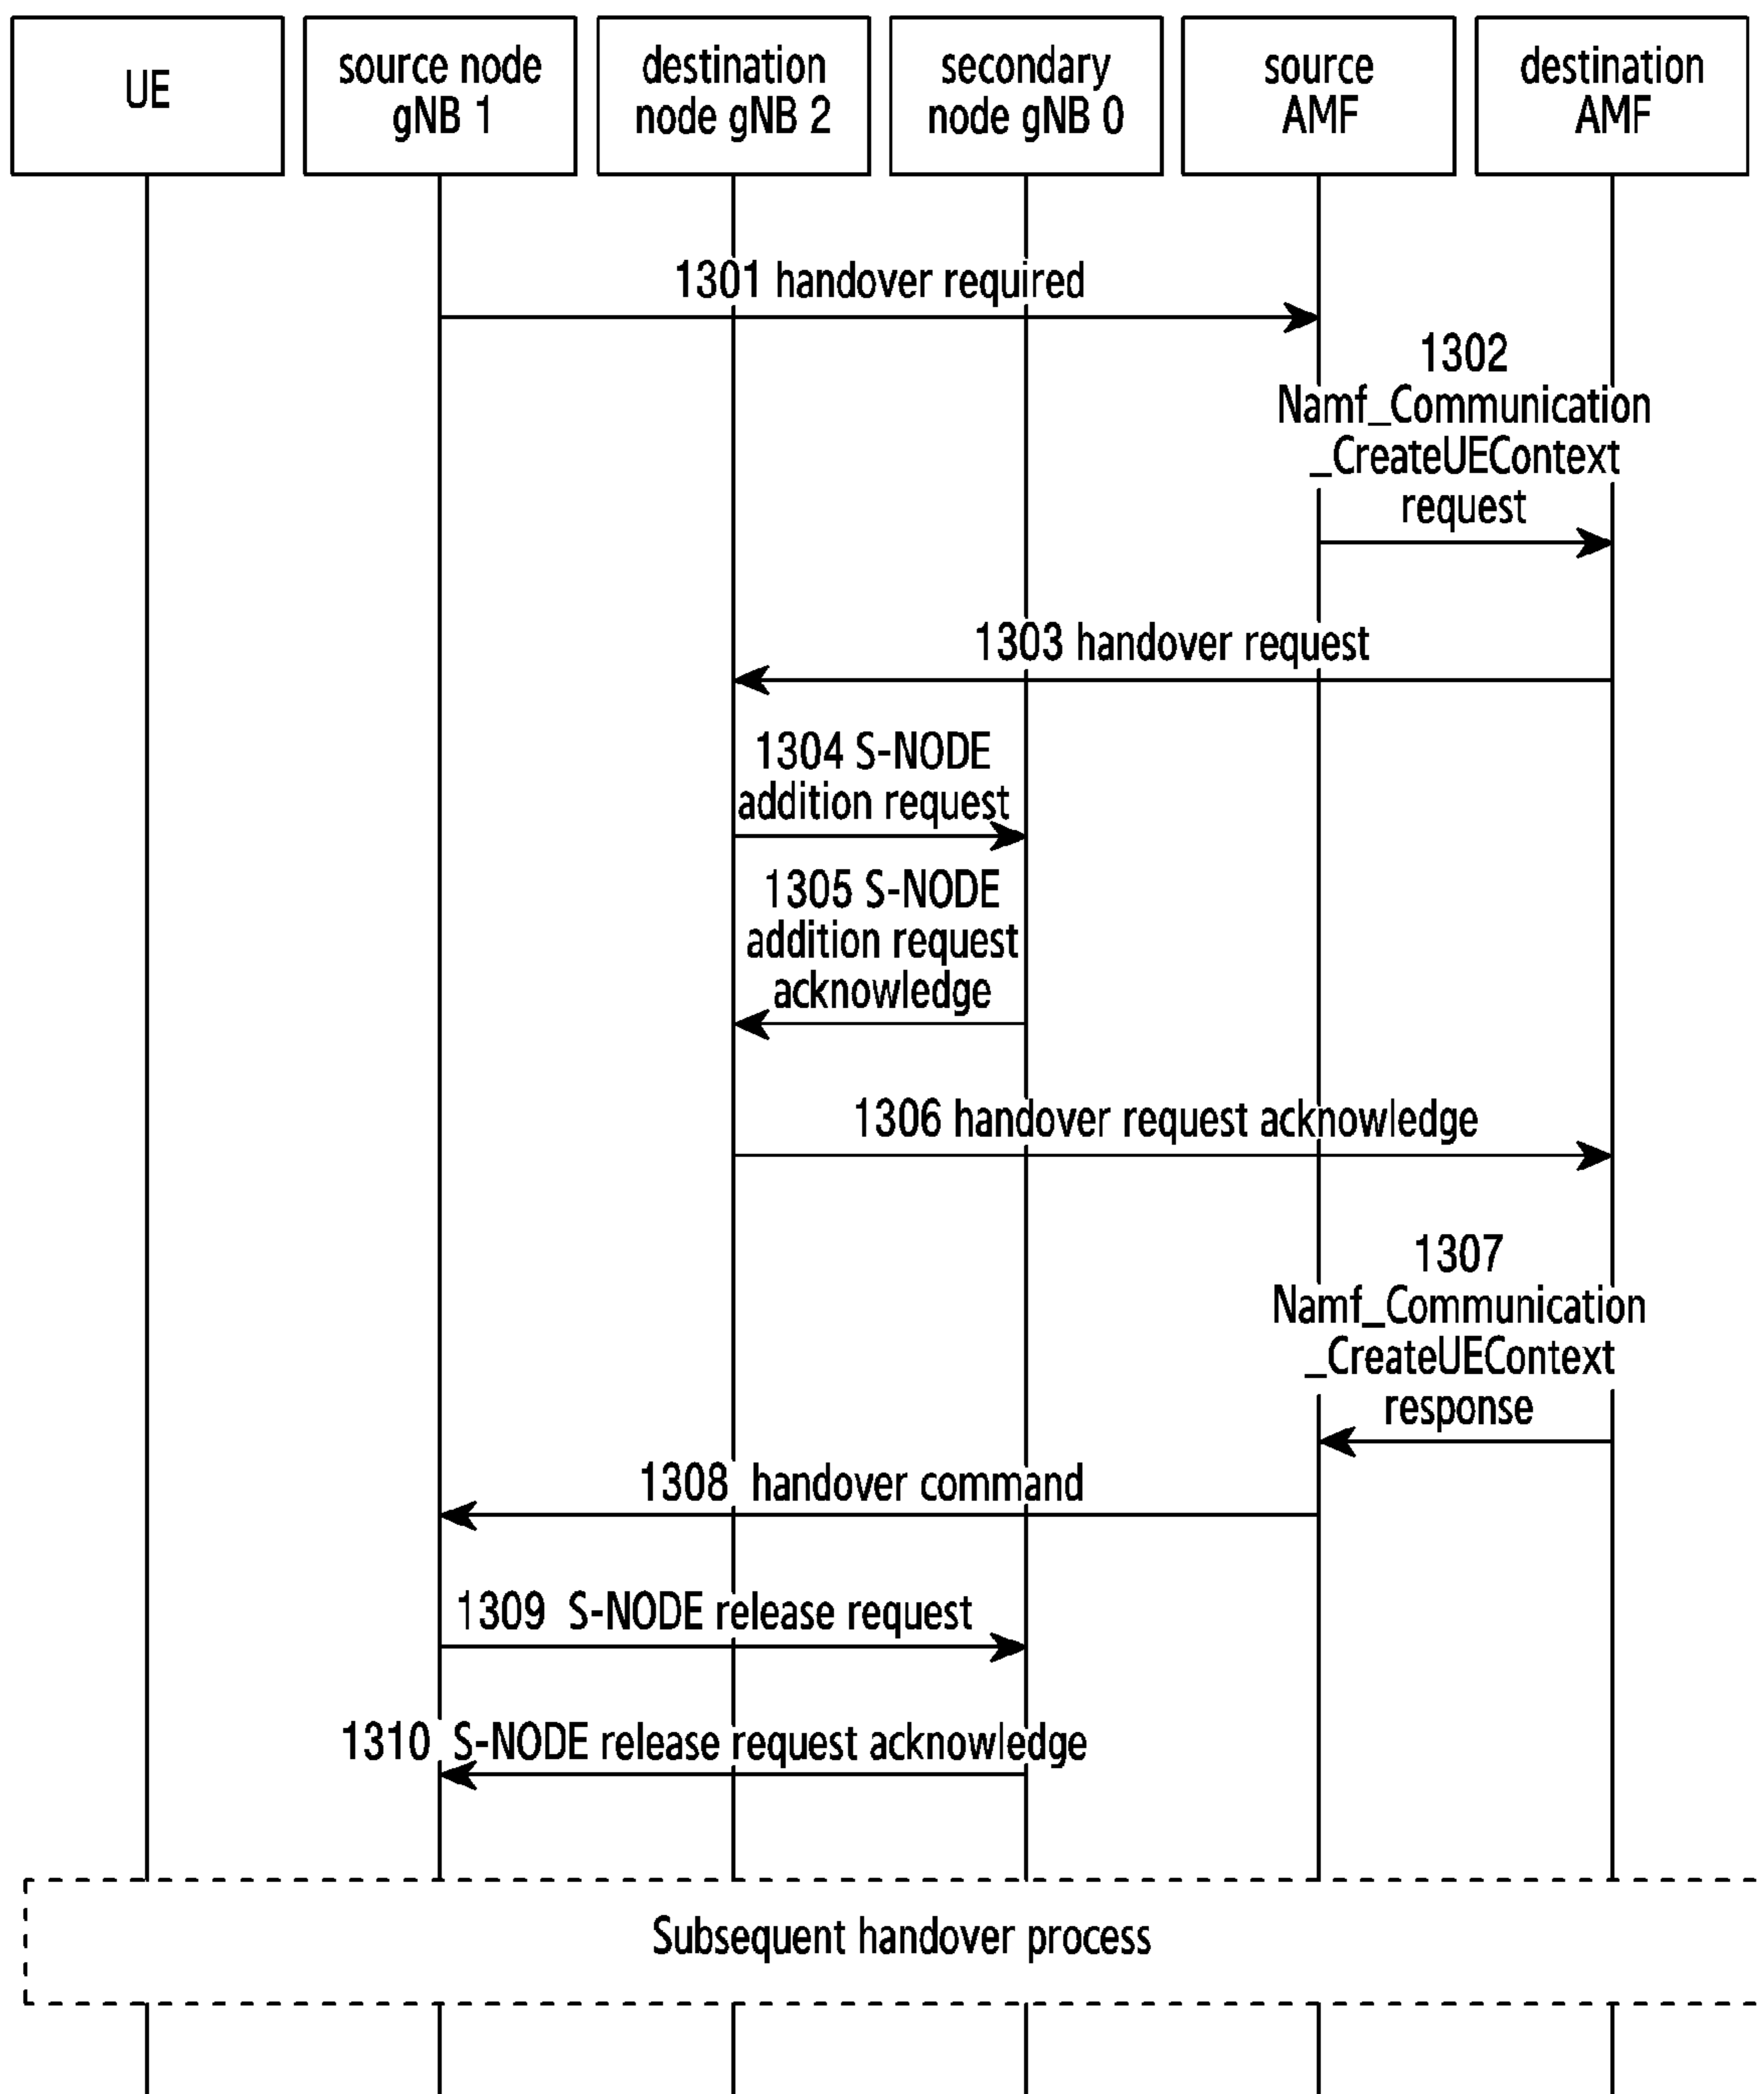 UE
source node
gNB 1
destination
node gNB 2
secondary
node gNB 0
source
AMF
destination
AMF
1301 handover required
1302
Namf_Communication
_CreateUEContext
request
1303 handover request
1304 S-NODE
addition request
1305 S-NODE
addition request
acknowledge
1306 handover request acknowledge
1307
Namf_Communication
_CreateUEContext
response
1308 handover command
1309 S-NODE release request
1310 S-NODE release request acknowledge
Subsequent handover process